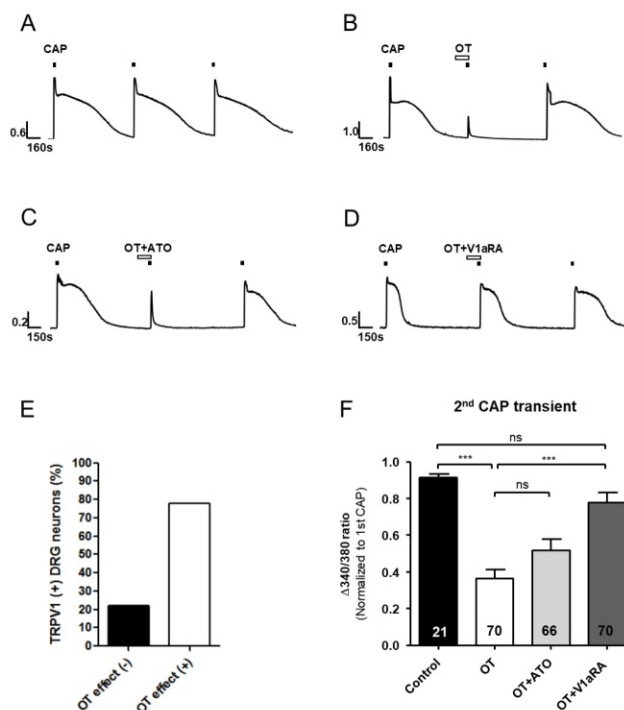 A
CAP
0.6
160s
B
CAP OT
1.0
160s
C
CAP OT+ATO
0.2
150s
D
CAP OT+V1aRA
0.5
150s
E
TRPV1 (+) DRG neurons (%)
100
90
80
70
60
50
40
30
20
10
0
OT effect (-)
OT effect (+)
F
2nd CAP transient
ns
*** ***
ns
Δ340/380 ratio
(Normalized to 1st CAP)
1.0
0.8
0.6
0.4
0.2
0.0
21 70 66 70
Control
OT
OT+ATO
OT+V1aRA